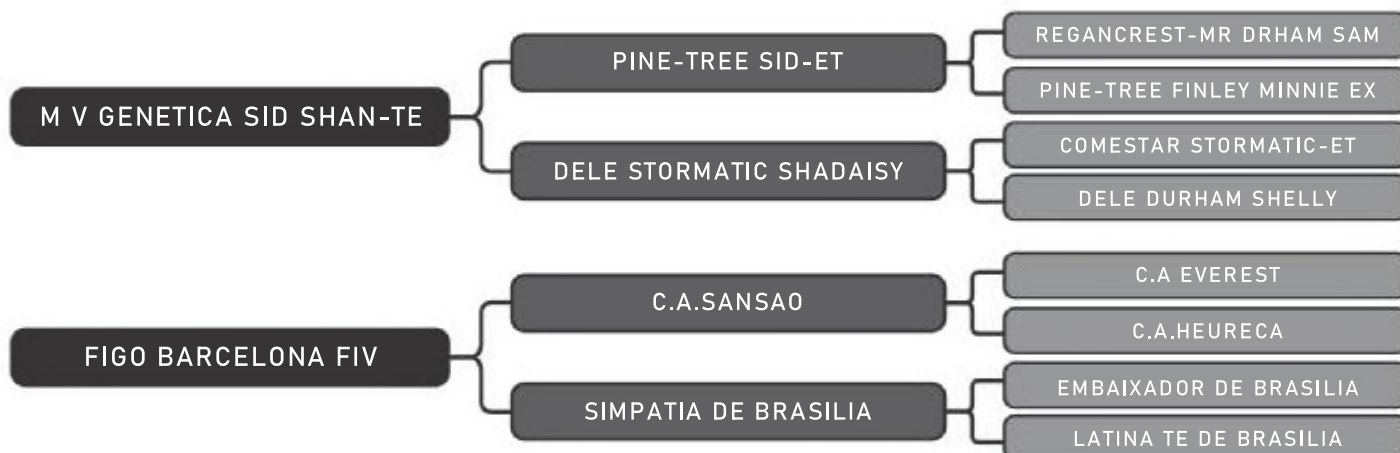 M V GENETICA SID SHAN-TE
PINE-TREE SID-ET
REGANCREST-MR DRHAM SAM
PINE-TREE FINLEY MINNIE EX
DELE STORMATIC SHADAISY
COMESTAR STORMATIC-ET
DELE DURHAM SHELLY
FIGO BARCELONA FIV
C.A.SANSAO
C.A EVEREST
C.A.HEURECA
SIMPATIA DE BRASILIA
EMBAIXADOR DE BRASILIA
LATINA TE DE BRASILIA